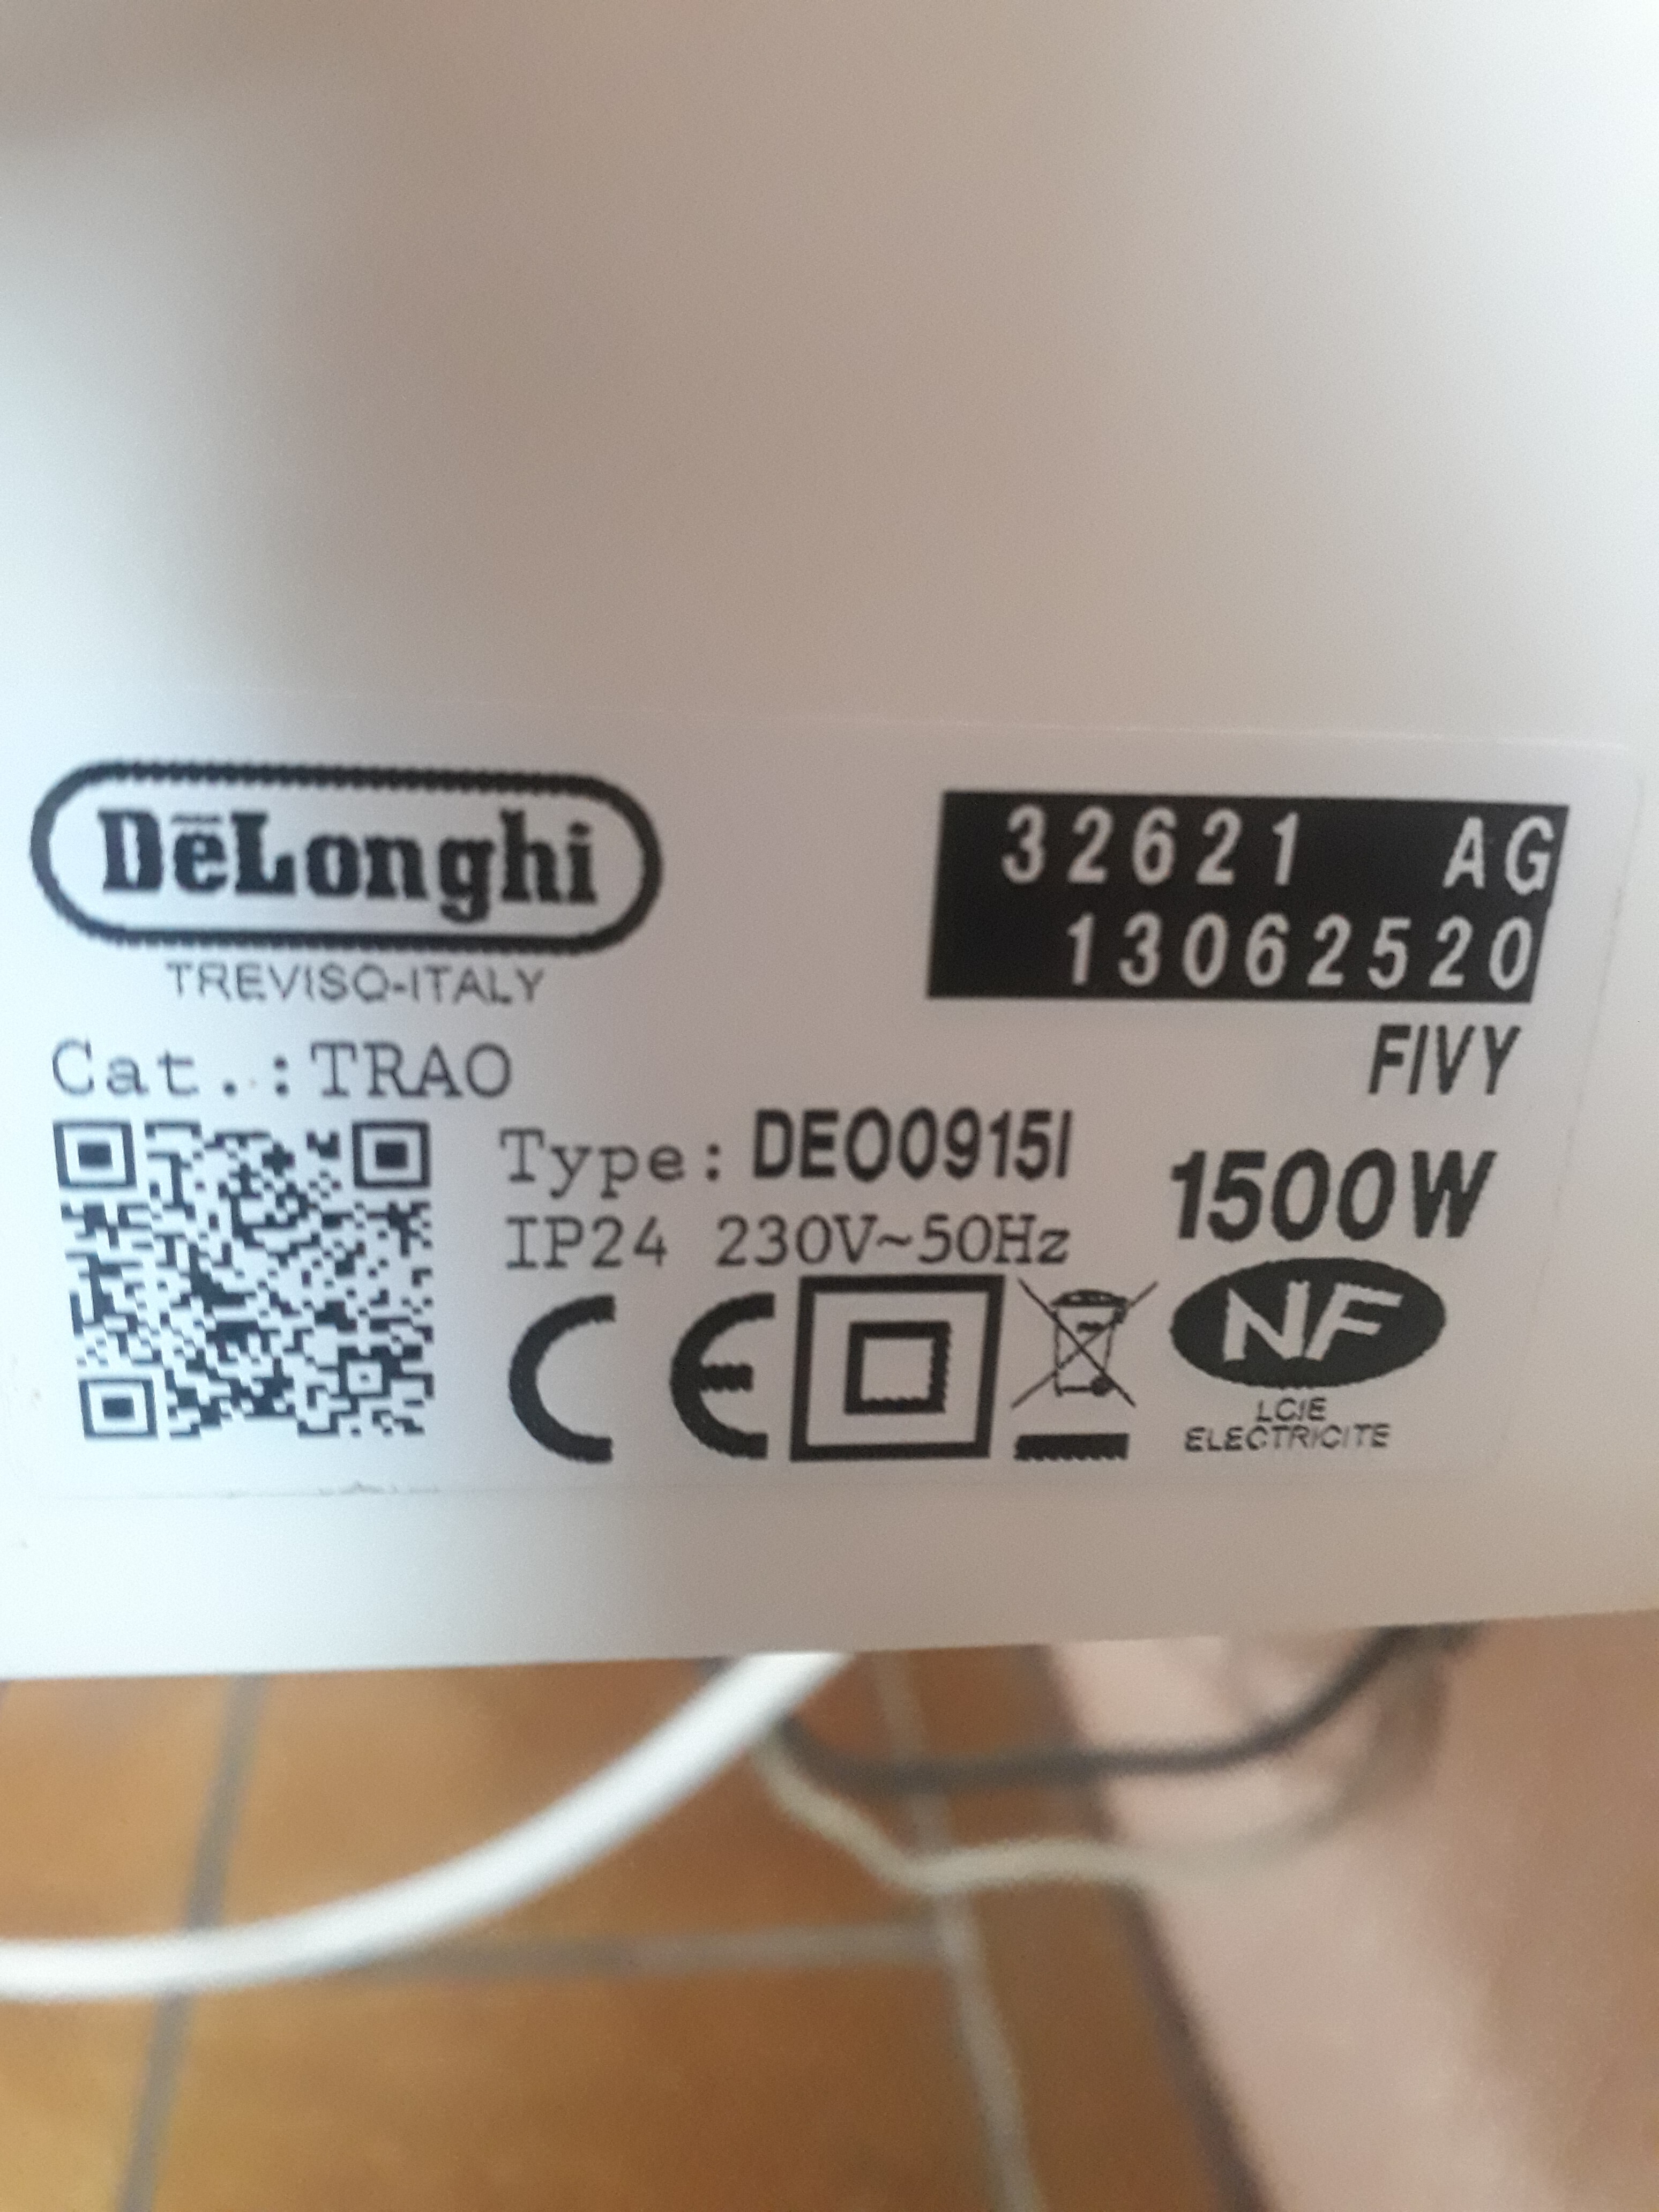 DēLonghi
TREVISO-ITALY
32621 AG
13062520
FIVY
Cat.:TRAO
Type: DEO0915I
1500W
IP24 230V~50Hz
CE
NF
LCIE
ELECTRICITE